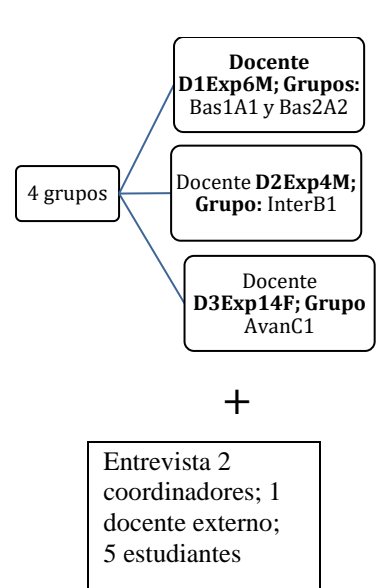 4 grupos
Docente
D1Exp6M; Grupos:
Bas1A1 y Bas2A2
Docente D2Exp4M;
Grupo: InterB1
Docente
D3Exp14F; Grupo
AvanC1
+
Entrevista 2
coordinadores; 1
docente externo;
5 estudiantes